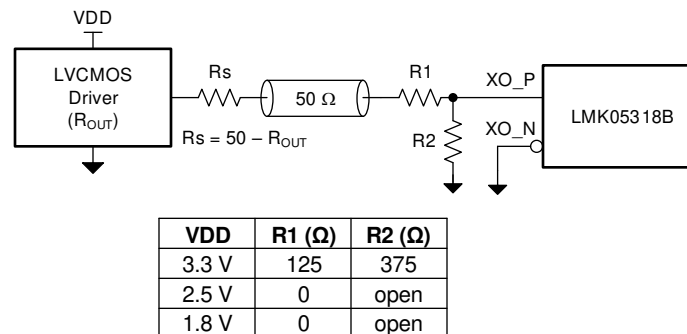 VDD
LVCMOS
Driver
(ROUT)
Rs
50 Ω
R1
XO_P
LMK05318B
XO_N
R2
Rs = 50 – ROUT
VDD R1 (Ω) R2 (Ω)
3.3 V 125 375
2.5 V 0 open
1.8 V 0 open